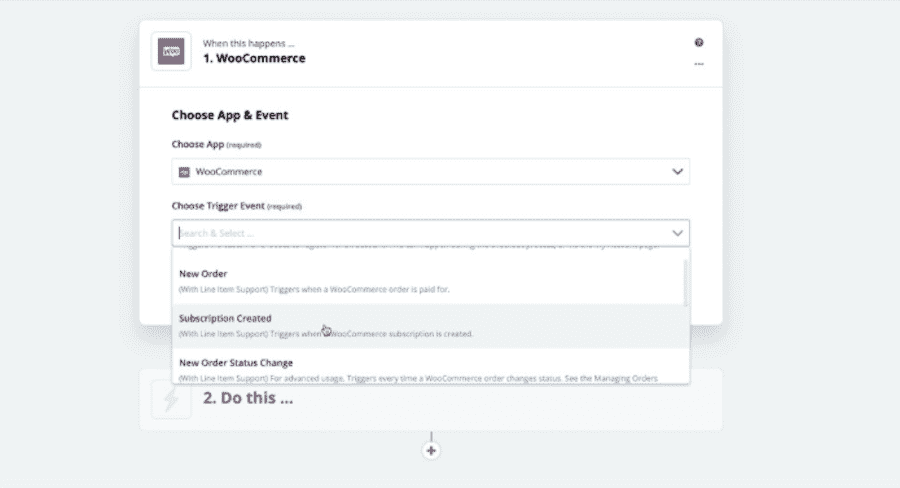 When this happens ...
1. WooCommerce
...
Choose App & Event
Choose App (required)
WooCommerce
Choose Trigger Event (required)
Search & Select ...
New Order
(With Line Item Support) Triggers when a WooCommerce order is paid for.
Subscription Created
(With Line Item Support) Triggers when WooCommerce subscription is created.
New Order Status Change
(With Line Item Support) For advanced usage. Triggers every time a WooCommerce order changes status. See the Managing Orders
2. Do this ...